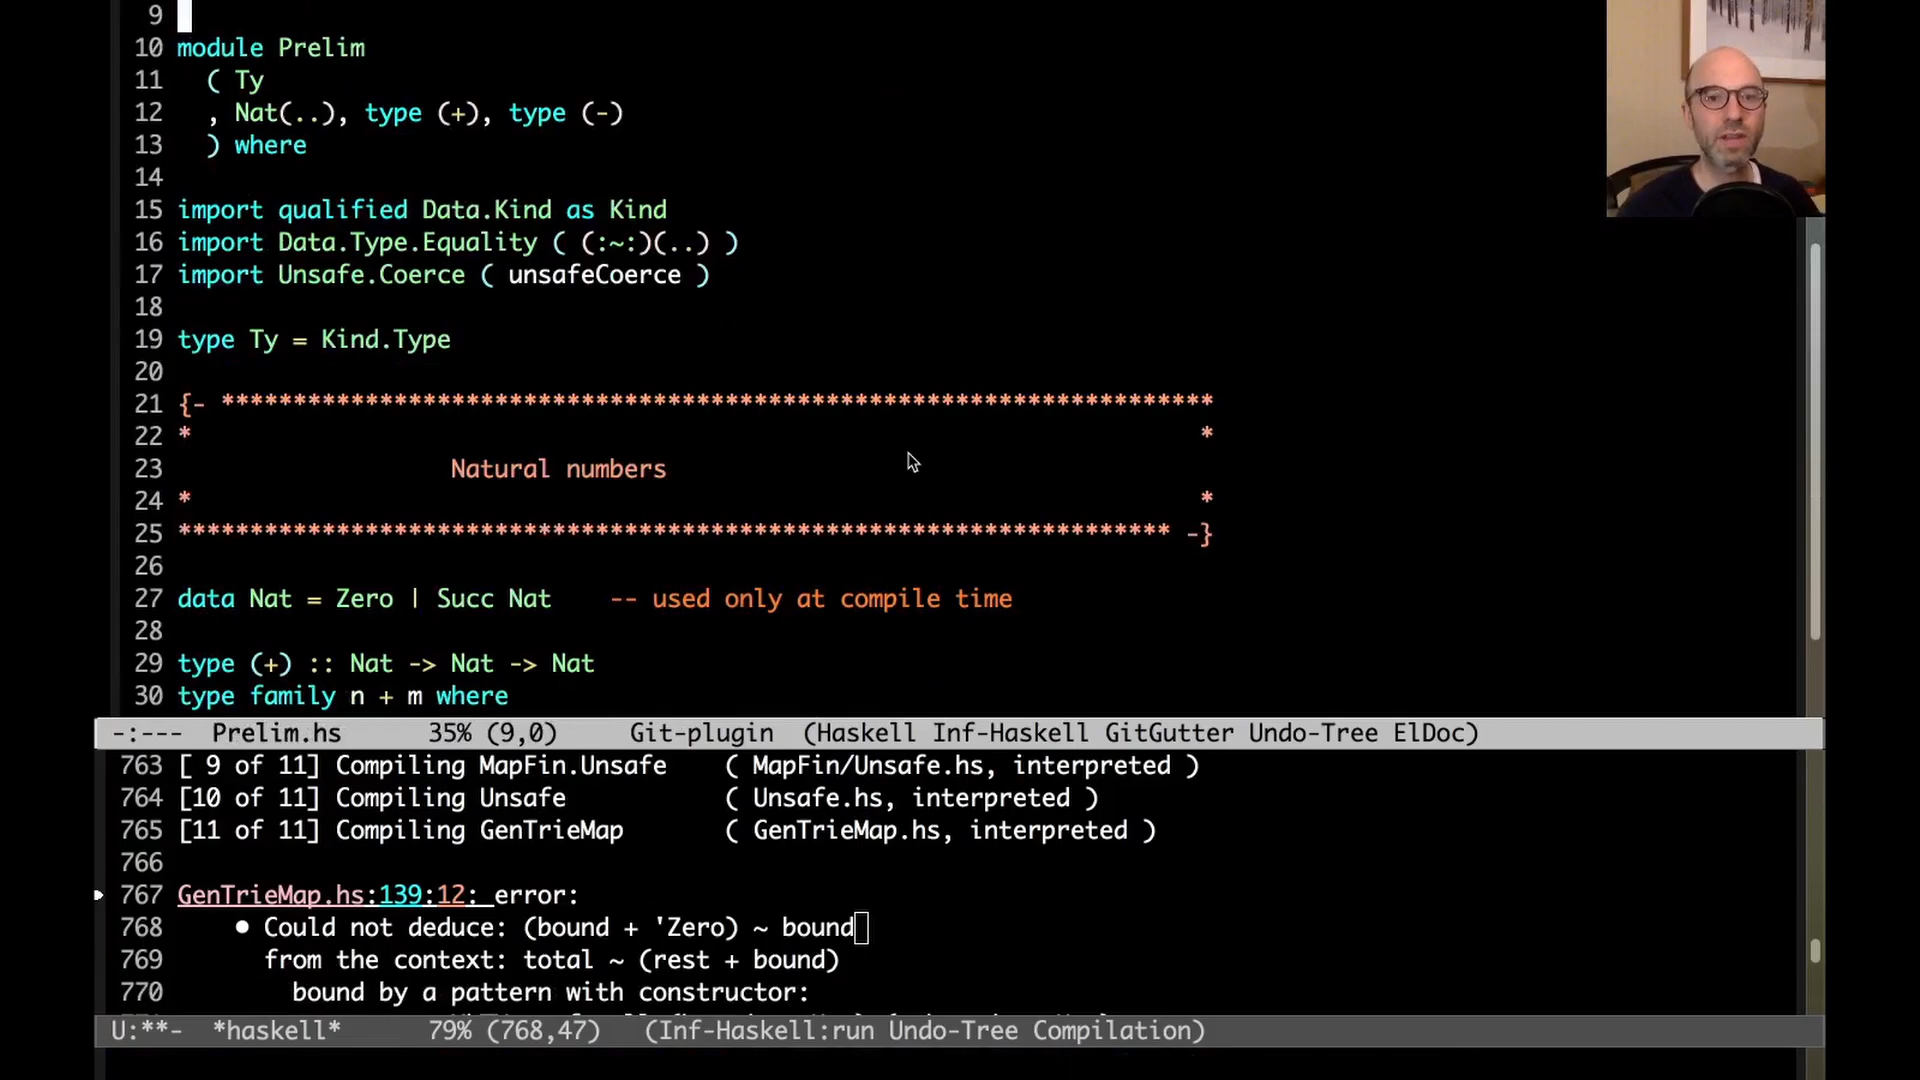 9
10 module Prelim
11   ( Ty
12   , Nat(..), type (+), type (-)
13   ) where
14
15 import qualified Data.Kind as Kind
16 import Data.Type.Equality ( (:~:)(..) )
17 import Unsafe.Coerce ( unsafeCoerce )
18
19 type Ty = Kind.Type
20
21 {- *********************************************************************
22 *                                                                       *
23                    Natural numbers
24 *                                                                       *
25 ********************************************************************* -}
26
27 data Nat = Zero | Succ Nat    -- used only at compile time
28
29 type (+) :: Nat -> Nat -> Nat
30 type family n + m where
-:---  Prelim.hs      35% (9,0)     Git-plugin  (Haskell Inf-Haskell GitGutter Undo-Tree ElDoc)
763 [ 9 of 11] Compiling MapFin.Unsafe    ( MapFin/Unsafe.hs, interpreted )
764 [10 of 11] Compiling Unsafe           ( Unsafe.hs, interpreted )
765 [11 of 11] Compiling GenTrieMap       ( GenTrieMap.hs, interpreted )
766
767 GenTrieMap.hs:139:12: error:
768     • Could not deduce: (bound + 'Zero) ~ bound
769       from the context: total ~ (rest + bound)
770         bound by a pattern with constructor:
U:**-  *haskell*      79% (768,47)   (Inf-Haskell:run Undo-Tree Compilation)